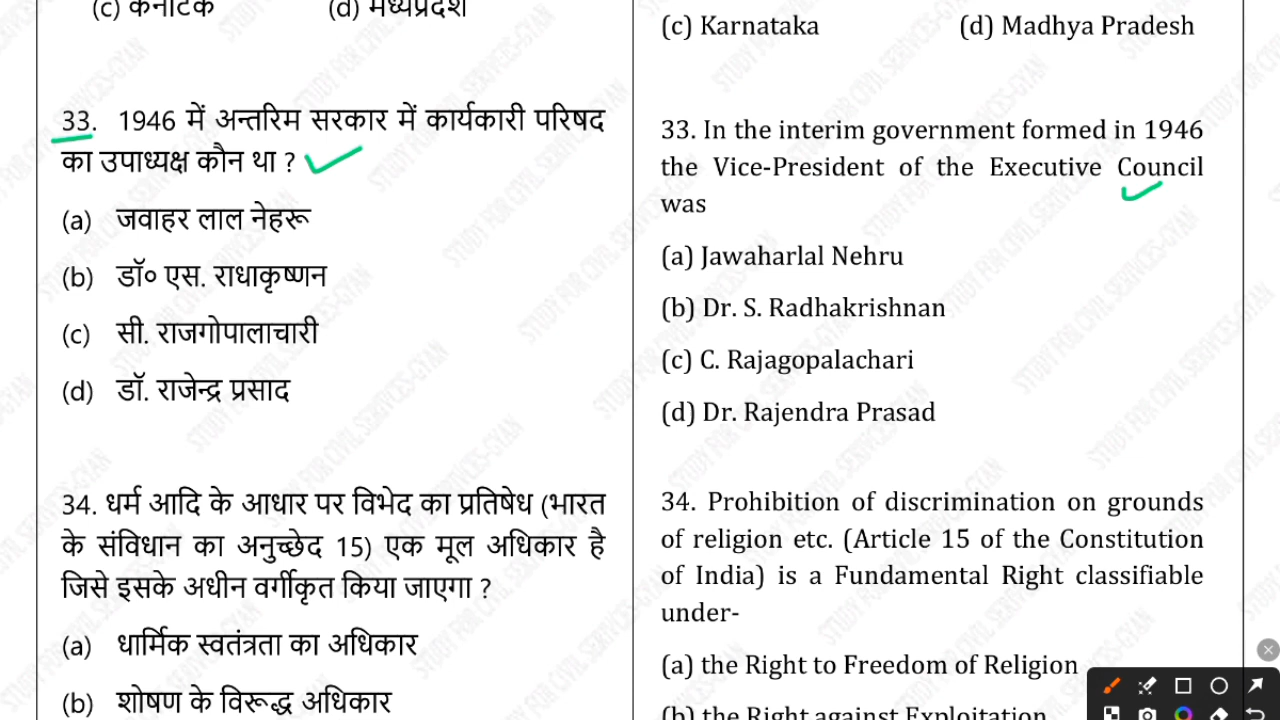 (c) कर्नाटक (d) मध्यप्रदेश
33. 1946 में अन्तरिम सरकार में कार्यकारी परिषद
का उपाध्यक्ष कौन था ?
(a) जवाहर लाल नेहरू
(b) डॉ॰ एस. राधाकृष्णन
(c) सी. राजगोपालाचारी
(d) डॉ. राजेन्द्र प्रसाद
34. धर्म आदि के आधार पर विभेद का प्रतिषेध (भारत
के संविधान का अनुच्छेद 15) एक मूल अधिकार है
जिसे इसके अधीन वर्गीकृत किया जाएगा ?
(a) धार्मिक स्वतंत्रता का अधिकार
(b) शोषण के विरूद्ध अधिकार
(c) Karnataka (d) Madhya Pradesh
33. In the interim government formed in 1946
the Vice-President of the Executive Council
was
(a) Jawaharlal Nehru
(b) Dr. S. Radhakrishnan
(c) C. Rajagopalachari
(d) Dr. Rajendra Prasad
34. Prohibition of discrimination on grounds
of religion etc. (Article 15 of the Constitution
of India) is a Fundamental Right classifiable
under-
(a) the Right to Freedom of Religion
(b) the Right against Exploitation
STUDY FOR CIVIL SERVICES-GYAN